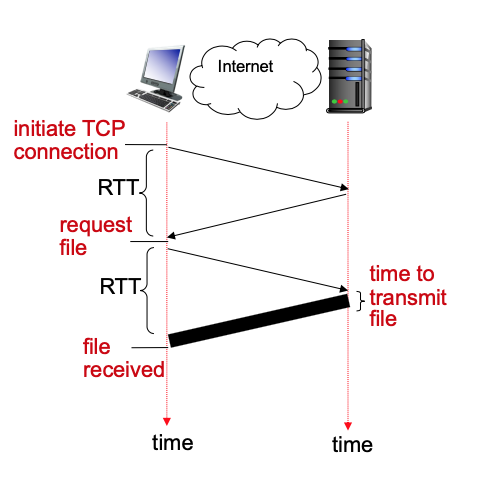 Internet
initiate TCP
connection
RTT
request
file
RTT
time to
transmit
file
file
received
time
time